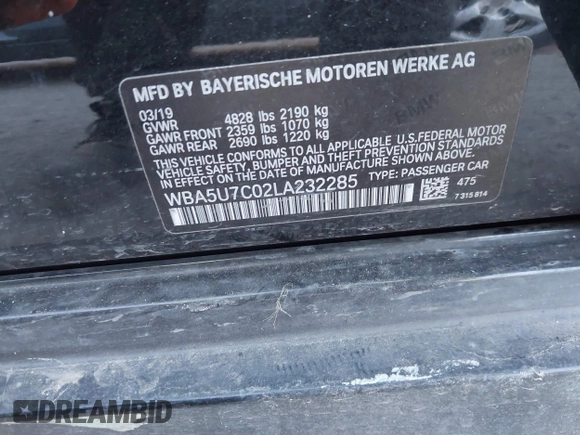 MFD BY BAYERISCHE MOTOREN WERKE AG
03/19
GVWR 4828 lbs 2190 kg
GAWR FRONT 2359 lbs 1070 kg
GAWR REAR 2690 lbs 1220 kg
THIS VEHICLE CONFORMS TO ALL APPLICABLE U.S.FEDERAL MOTOR
VEHICLE SAFETY, BUMPER AND THEFT PREVENTION STANDARDS
IN EFFECT ON THE DATE OF MANUFACTURE SHOWN ABOVE.
WBA5U7C02LA232285 TYPE: PASSENGER CAR
475
7 315 814
DREAMBID